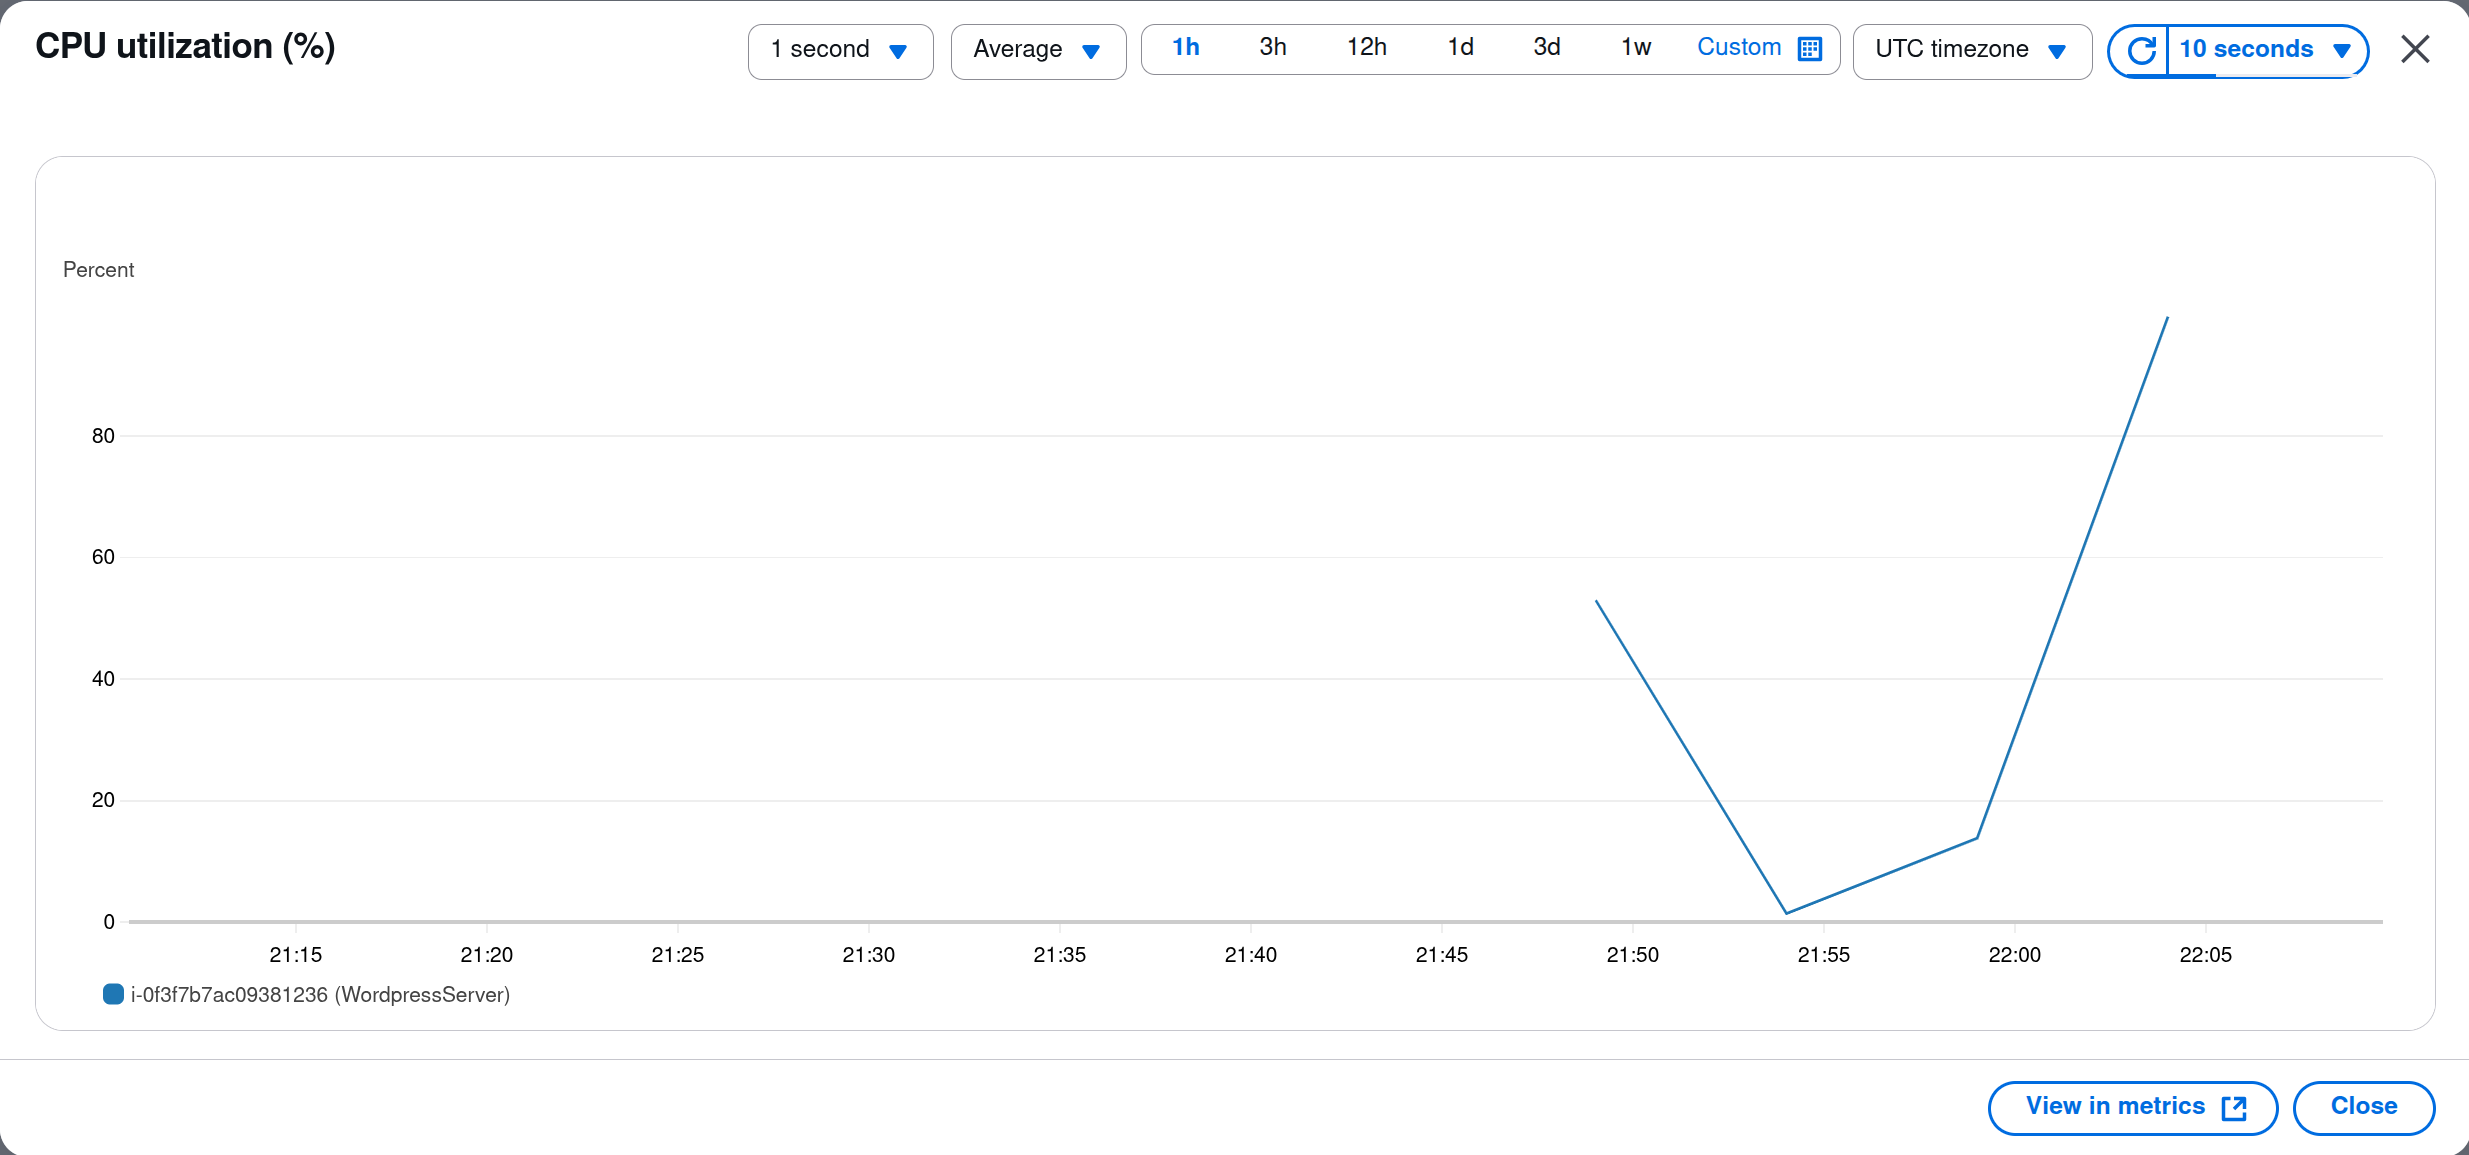 CPU utilization (%)
1 second
Average
1h 3h 12h 1d 3d 1w Custom
UTC timezone
10 seconds
Percent
80
60
40
20
0
21:15 21:20 21:25 21:30 21:35 21:40 21:45 21:50 21:55 22:00 22:05
i-0f3f7b7ac09381236 (WordpressServer)
View in metrics
Close